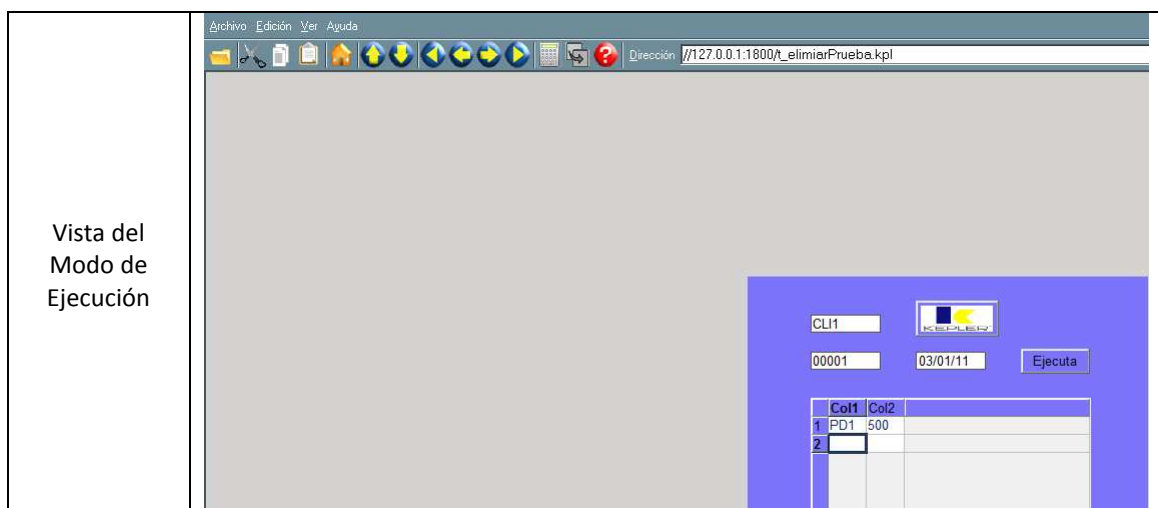 Archivo Edición Ver Ayuda
Dirección //127.0.0.1:1800/t_elimiarPrueba.kpl
Vista del
Modo de
Ejecución
CLI1
KEPLER
00001 03/01/11 Ejecuta
Col1 Col2
1 PD1 500
2